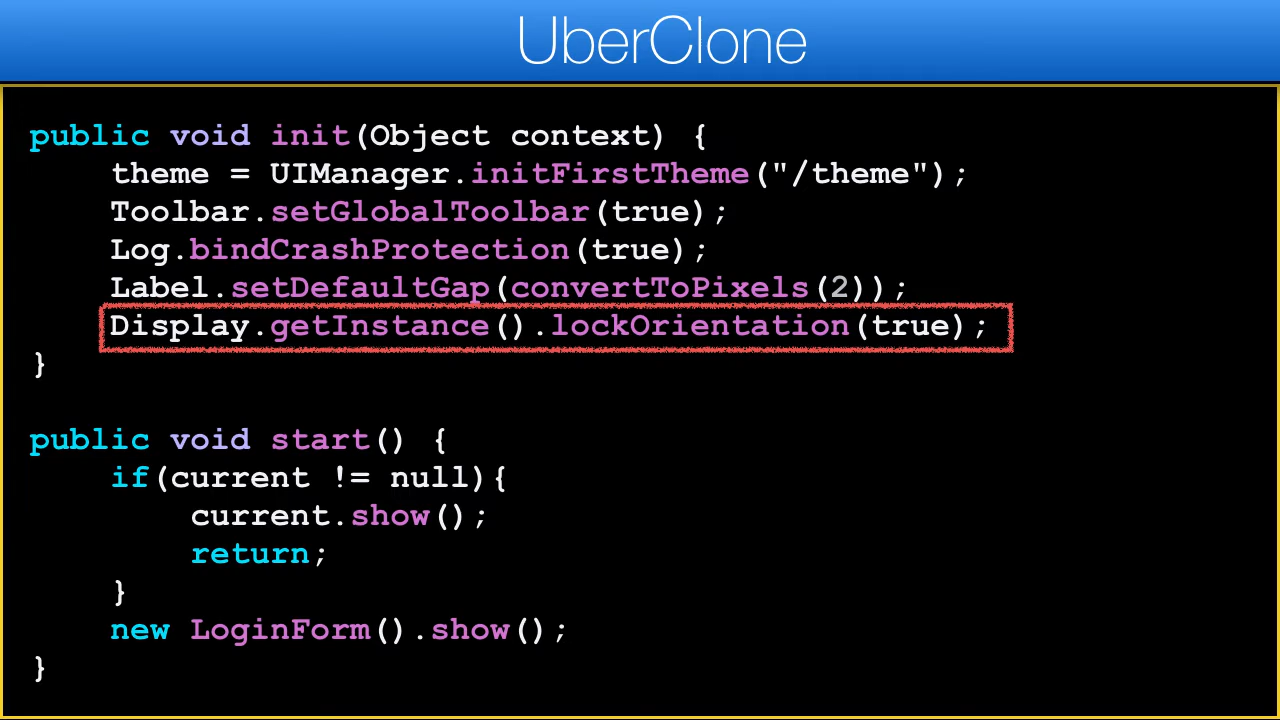 UberClone
public void init(Object context) {
    theme = UIManager.initFirstTheme("/theme");
    Toolbar.setGlobalToolbar(true);
    Log.bindCrashProtection(true);
    Label.setDefaultGap(convertToPixels(2));
    Display.getInstance().lockOrientation(true);
}
public void start() {
    if(current != null){
        current.show();
        return;
    }
    new LoginForm().show();
}